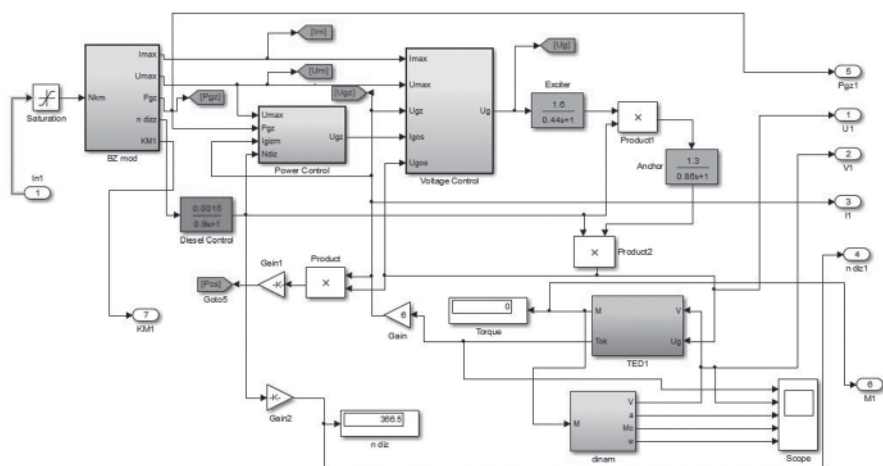 [Im]
[Um]
[Ugz]
[Ug]
[Pgz]
Imax
Umax
Pgz
n dizz
KM1
Nkm
BZ mod
Saturation
In1
1
Umax
Pgz
Igizm
Ndiz
Ugz
Power Control
Imax
Umax
Ugz
Igos
Ugos
Ug
Voltage Control
Exciter
1.6
0.44s+1
×
Product1
Anchor
1.3
0.86s+1
5
Pgz1
1
U1
2
V1
3
I1
4
n diz1
0.0015
0.9s+1
Diesel Control
×
Product2
[Pos]
Goto5
Gain1
-K-
Product
×
7
KM1
6
Gain
0
Torque
M
Tok
V
Ug
TED1
6
M1
-K-
Gain2
366.5
n diz
M
V
a
Mc
w
dinam
Scope